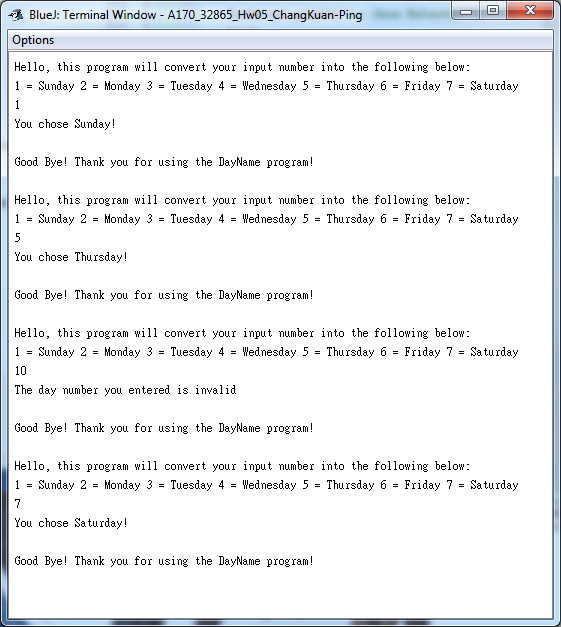 BlueJ: Terminal Window - A170_32865_Hw05_ChangKuan-Ping
Options
Hello, this program will convert your input number into the following below:
1 = Sunday 2 = Monday 3 = Tuesday 4 = Wednesday 5 = Thursday 6 = Friday 7 = Saturday
1
You chose Sunday!
Good Bye! Thank you for using the DayName program!
Hello, this program will convert your input number into the following below:
1 = Sunday 2 = Monday 3 = Tuesday 4 = Wednesday 5 = Thursday 6 = Friday 7 = Saturday
5
You chose Thursday!
Good Bye! Thank you for using the DayName program!
Hello, this program will convert your input number into the following below:
1 = Sunday 2 = Monday 3 = Tuesday 4 = Wednesday 5 = Thursday 6 = Friday 7 = Saturday
10
The day number you entered is invalid
Good Bye! Thank you for using the DayName program!
Hello, this program will convert your input number into the following below:
1 = Sunday 2 = Monday 3 = Tuesday 4 = Wednesday 5 = Thursday 6 = Friday 7 = Saturday
7
You chose Saturday!
Good Bye! Thank you for using the DayName program!